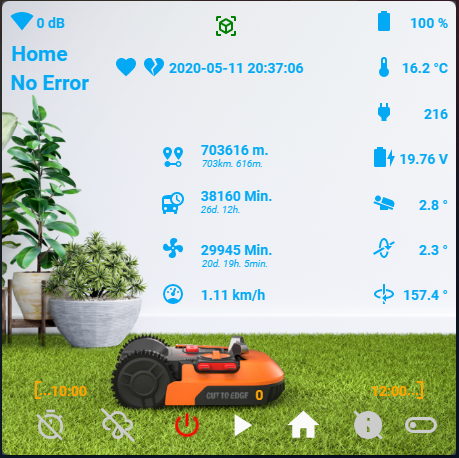 0 dB
100 %
Home
No Error
2020-05-11 20:37:06
16.2 °C
216
703616 m.
703km. 616m.
19.76 V
38160 Min.
26d. 12h.
2.8 °
29945 Min.
20d. 19h. 5min.
2.3 °
1.11 km/h
157.4 °
CUT TO EDGE 0
[..10:00
12:00..]